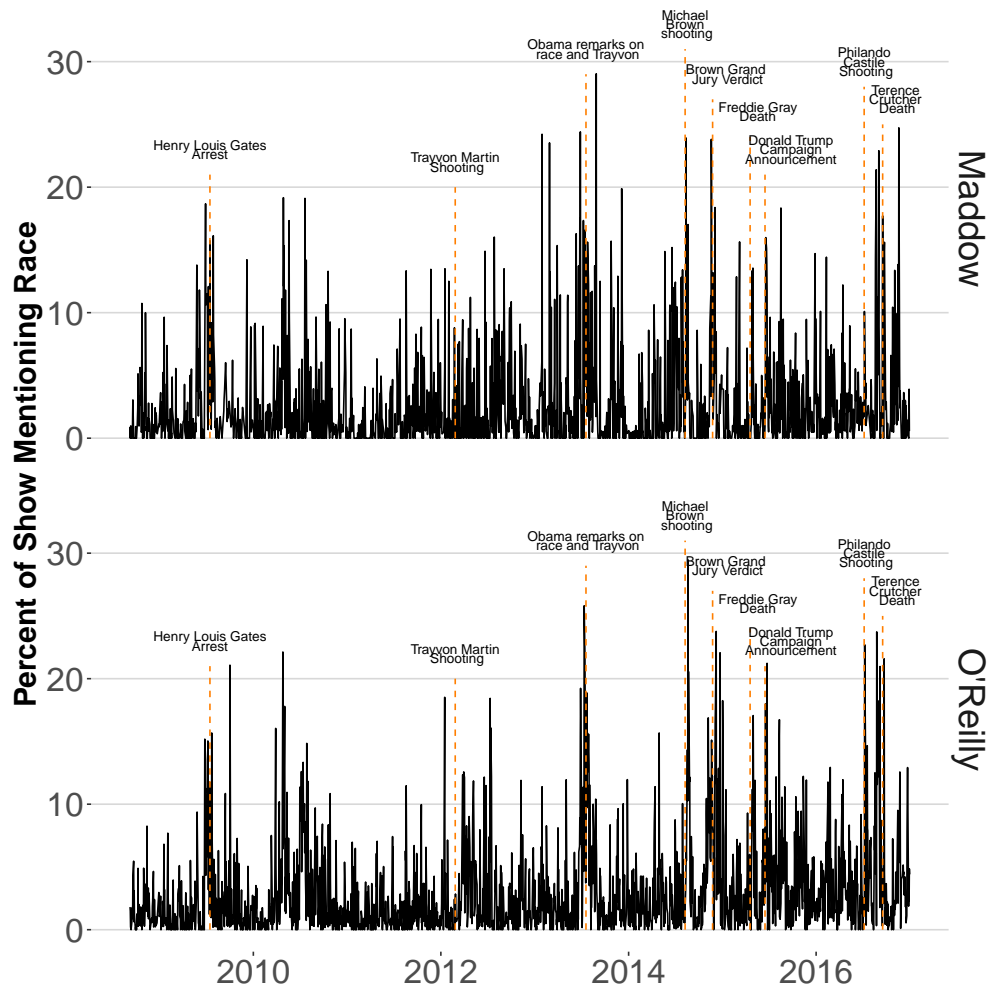 Percent of Show Mentioning Race
Michael
Brown
shooting
Obama remarks on
race and Trayvon
Philando
Castile
Shooting
Brown Grand
Jury Verdict
Terence
Crutcher
Death
Freddie Gray
Death
Henry Louis Gates
Arrest
Trayvon Martin
Shooting
Donald Trump
Campaign
Announcement
30
20
10
0
Maddow
Michael
Brown
shooting
Obama remarks on
race and Trayvon
Philando
Castile
Shooting
Brown Grand
Jury Verdict
Terence
Crutcher
Death
Freddie Gray
Death
Henry Louis Gates
Arrest
Trayvon Martin
Shooting
Donald Trump
Campaign
Announcement
30
20
10
0
O'Reilly
2010
2012
2014
2016